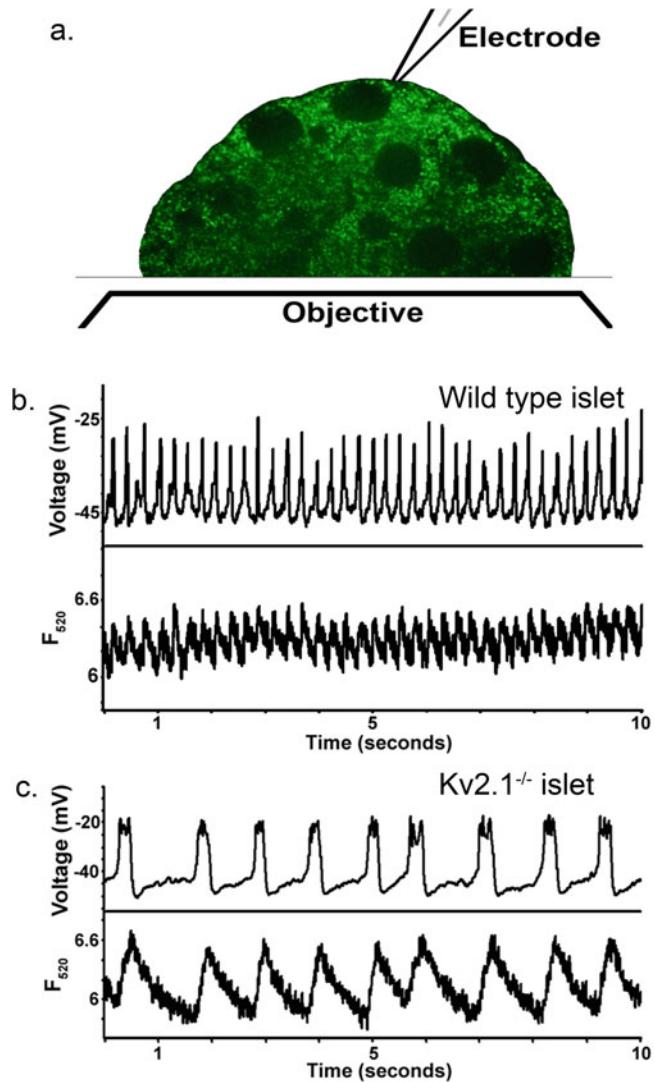 a.
Electrode
Objective
b.
Wild type islet
Voltage (mV)
-25
-45
F₅₂₀
6.6
6
1 5 10
Time (seconds)
c.
Kv2.1⁻/⁻ islet
Voltage (mV)
-20
-40
F₅₂₀
6.6
6
1 5 10
Time (seconds)